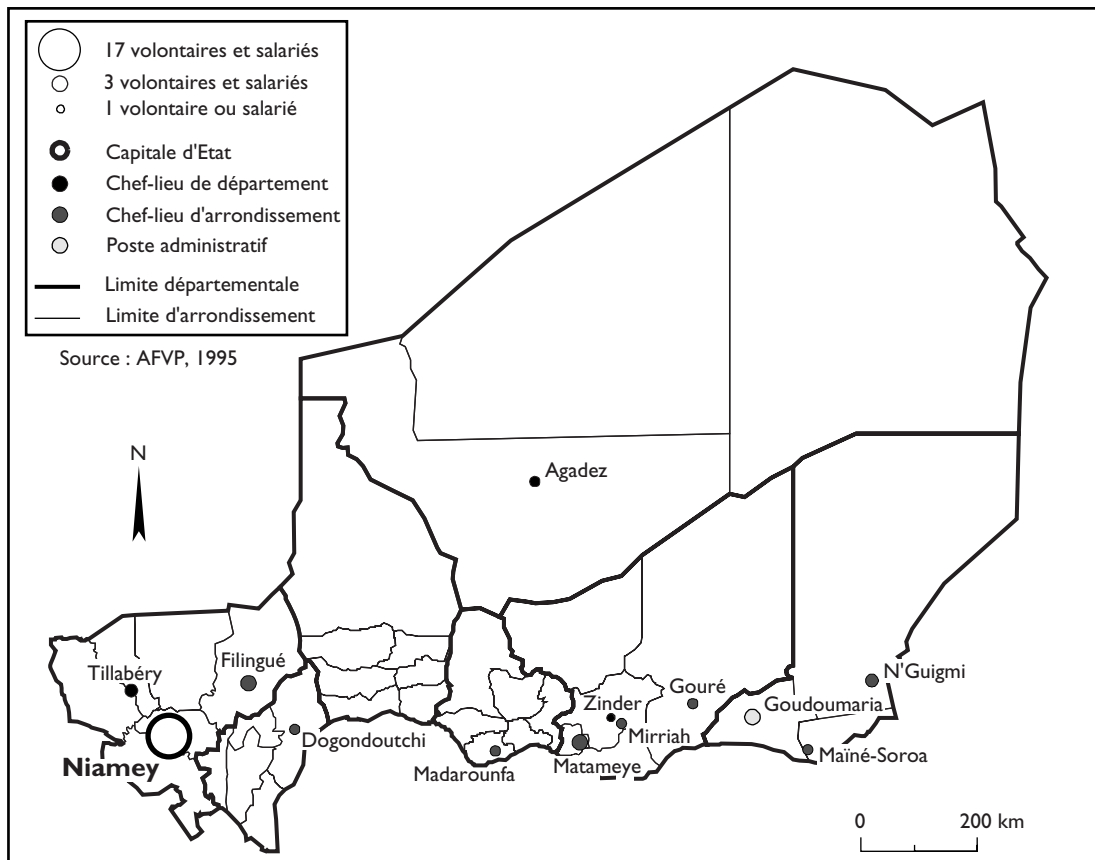 17 volontaires et salariés
3 volontaires et salariés
1 volontaire ou salarié
Capitale d'Etat
Chef-lieu de département
Chef-lieu d'arrondissement
Poste administratif
Limite départementale
Limite d'arrondissement
Source : AFVP, 1995
N
Agadez
Tillabéry
Filingué
N'Guigmi
Gouré
Zinder
Goudoumaria
Dogondoutchi
Mirriah
Niamey
Madarounfa
Matameye
Maïné-Soroa
0 200 km